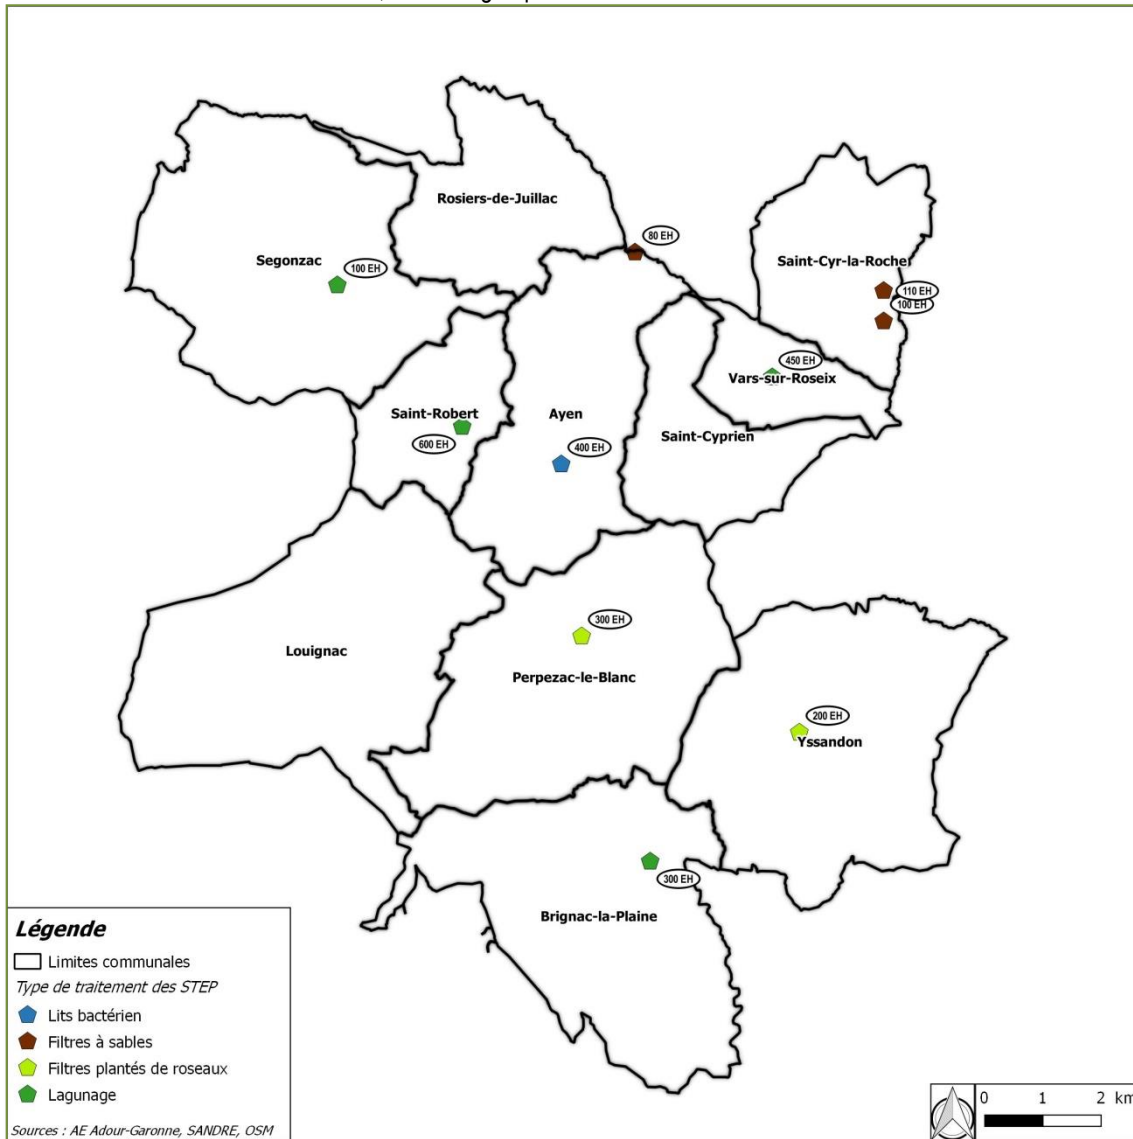 Rosiers-de-Juillac
80 EH
Segonzac
Saint-Cyr-la-Roche
100 EH
110 EH
100 EH
450 EH
Vars-sur-Roseix
Saint-Robert
Ayen
600 EH
400 EH
Saint-Cyprien
300 EH
Louignac
Perpezac-le-Blanc
200 EH
Yssandon
300 EH
Brignac-la-Plaine
Légende
Limites communales
Type de traitement des STEP
Lits bactérien
Filtres à sables
Filtres plantés de roseaux
Lagunage
Sources : AE Adour-Garonne, SANDRE, OSM
0 1 2 km